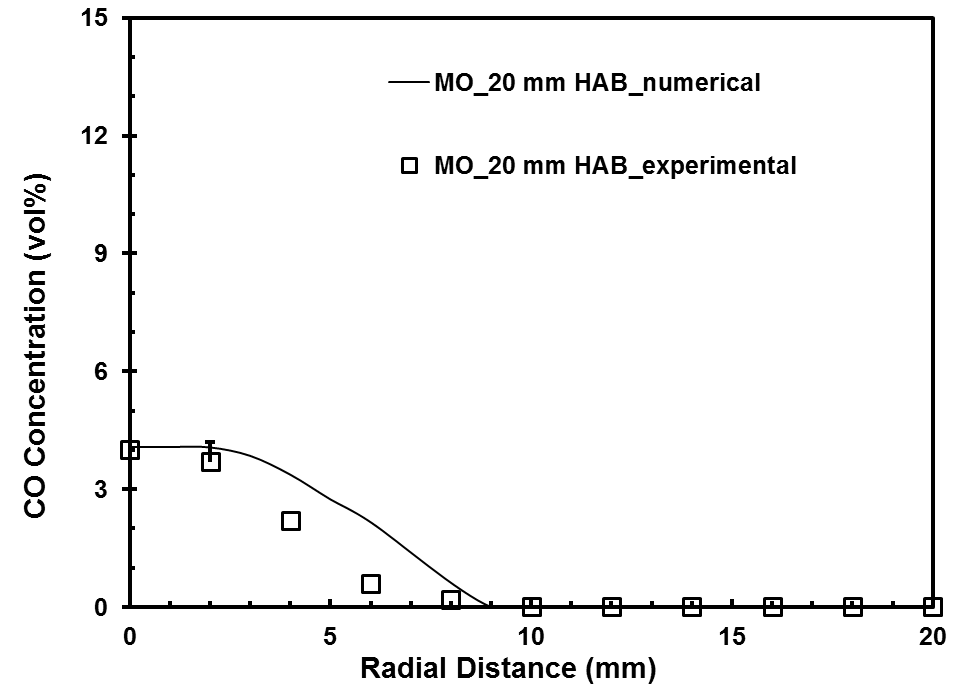 15
MO_20 mm HAB_numerical
12
MO_20 mm HAB_experimental
9
6
3
0
CO Concentration (vol%)
0 5 10 15 20
Radial Distance (mm)